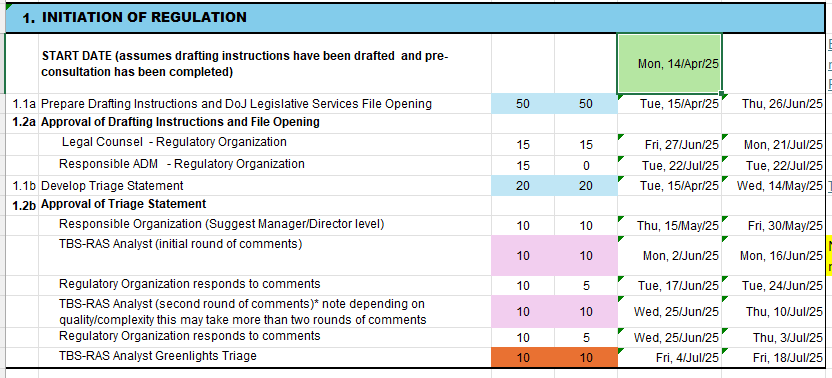 1. INITIATION OF REGULATION
START DATE (assumes drafting instructions have been drafted and pre-
consultation has been completed) Mon, 14/Apr/25
1.1a Prepare Drafting Instructions and DoJ Legislative Services File Opening 50 50 Tue, 15/Apr/25 Thu, 26/Jun/25
1.2a Approval of Drafting Instructions and File Opening
Legal Counsel - Regulatory Organization 15 15 Fri, 27/Jun/25 Mon, 21/Jul/25
Responsible ADM - Regulatory Organization 15 0 Tue, 22/Jul/25 Tue, 22/Jul/25
1.1b Develop Triage Statement 20 20 Tue, 15/Apr/25 Wed, 14/May/25
1.2b Approval of Triage Statement
Responsible Organization (Suggest Manager/Director level) 10 10 Thu, 15/May/25 Fri, 30/May/25
TBS-RAS Analyst (initial round of comments) 10 10 Mon, 2/Jun/25 Mon, 16/Jun/25
Regulatory Organization responds to comments 10 5 Tue, 17/Jun/25 Tue, 24/Jun/25
TBS-RAS Analyst (second round of comments)* note depending on
quality/complexity this may take more than two rounds of comments 10 10 Wed, 25/Jun/25 Thu, 10/Jul/25
Regulatory Organization responds to comments 10 5 Wed, 25/Jun/25 Thu, 3/Jul/25
TBS-RAS Analyst Greenlights Triage 10 10 Fri, 4/Jul/25 Fri, 18/Jul/25